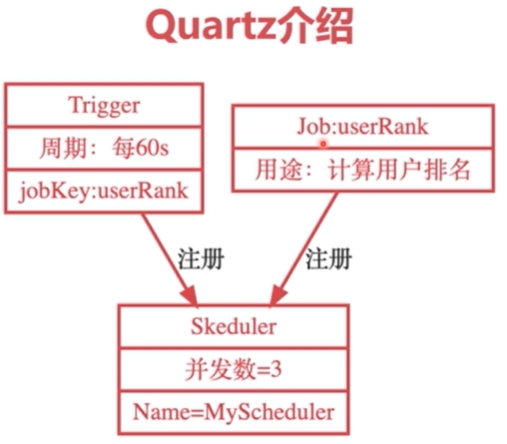 Quartz介绍
Trigger
周期：每60s
jobKey:userRank
Job:userRank
用途：计算用户排名
注册
注册
Skeduler
并发数=3
Name=MyScheduler